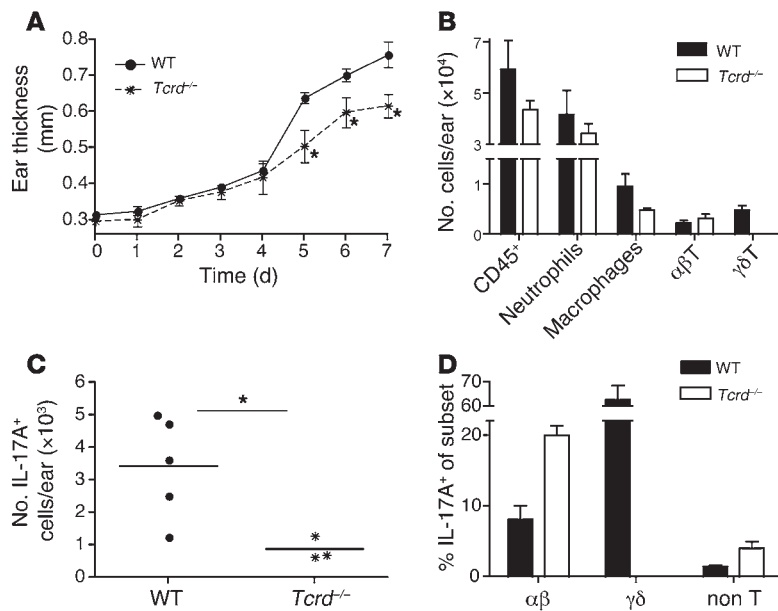 A
Ear thickness
(mm)
0.8
0.7
0.6
0.5
0.4
0.3
WT
Tcrd–/–
*
*
*
0 1 2 3 4 5 6 7
Time (d)
B
No. cells/ear (×10⁴)
7
5
3
1
0
WT
Tcrd–/–
CD45⁺
Neutrophils
Macrophages
αβT
γδT
C
No. IL-17A⁺
cells/ear (×10³)
6
5
4
3
2
1
0
*
WT Tcrd–/–
D
% IL-17A⁺ of subset
70
60
20
10
0
WT
Tcrd–/–
αβ γδ non T